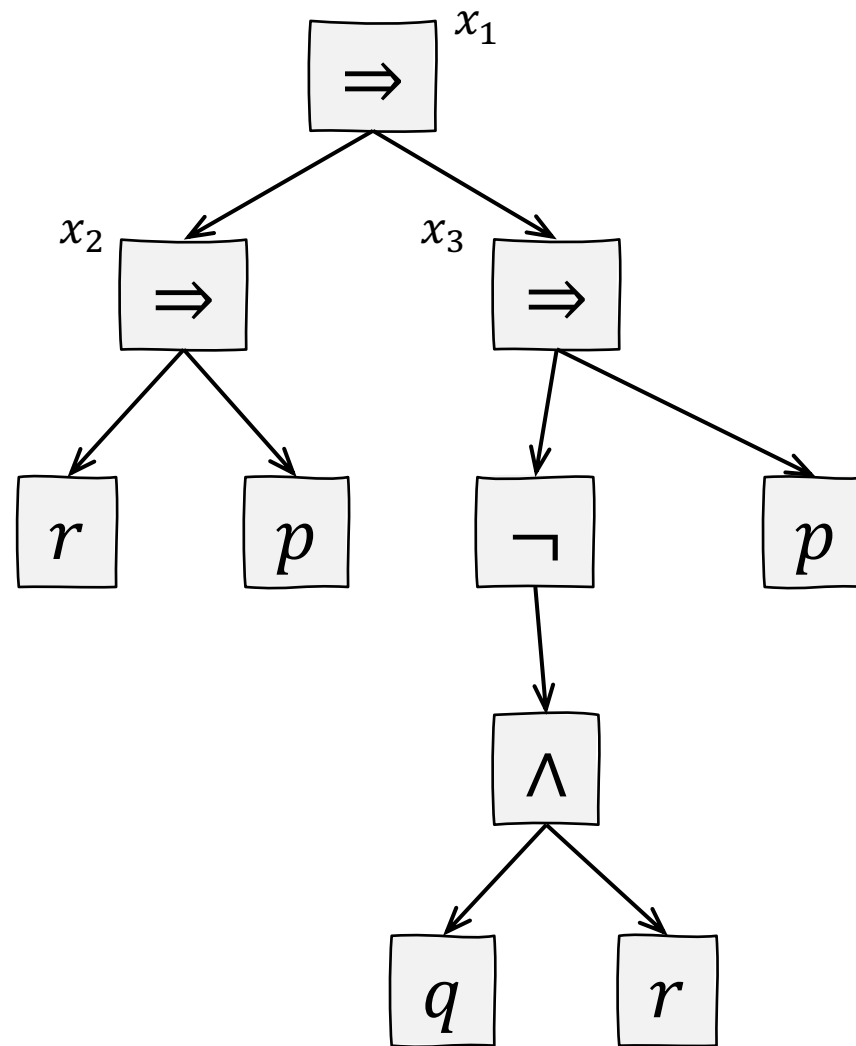 x₁
⇒
x₂ x₃
⇒ ⇒
r p ¬ p
∧
q r